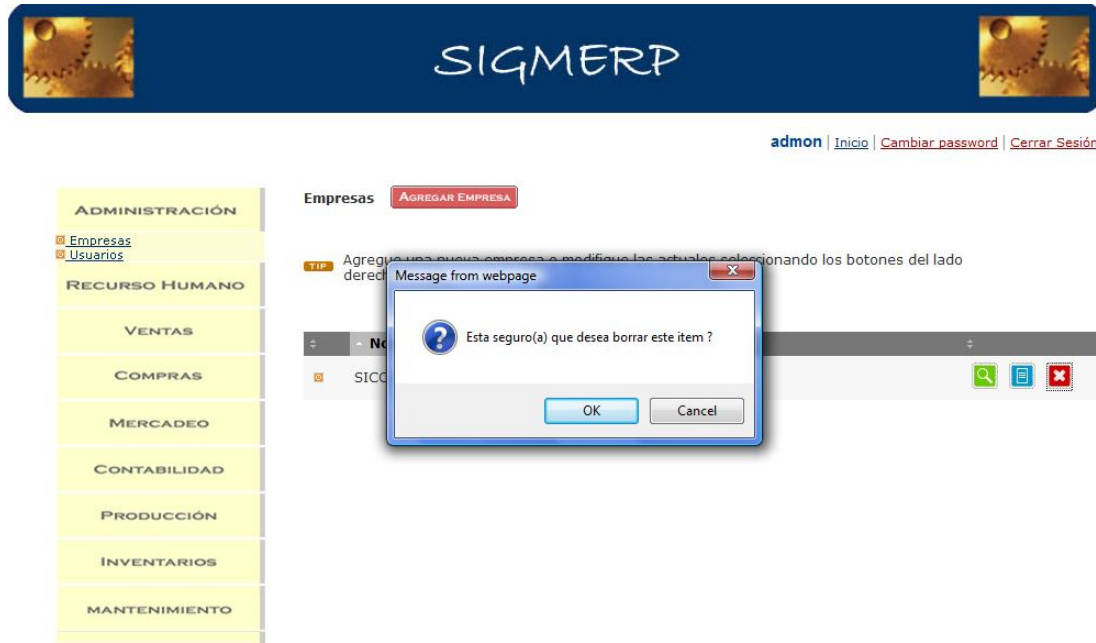 SIGMERP
admon | Inicio | Cambiar password | Cerrar Sesión
ADMINISTRACIÓN
Empresas
Usuarios
RECURSO HUMANO
VENTAS
COMPRAS
MERCADEO
CONTABILIDAD
PRODUCCIÓN
INVENTARIOS
MANTENIMIENTO
Empresas AGREGAR EMPRESA
TIP Agregue una nueva empresa o modifique las actuales seleccionando los botones del lado
Message from webpage
Esta seguro(a) que desea borrar este item ?
OK Cancel